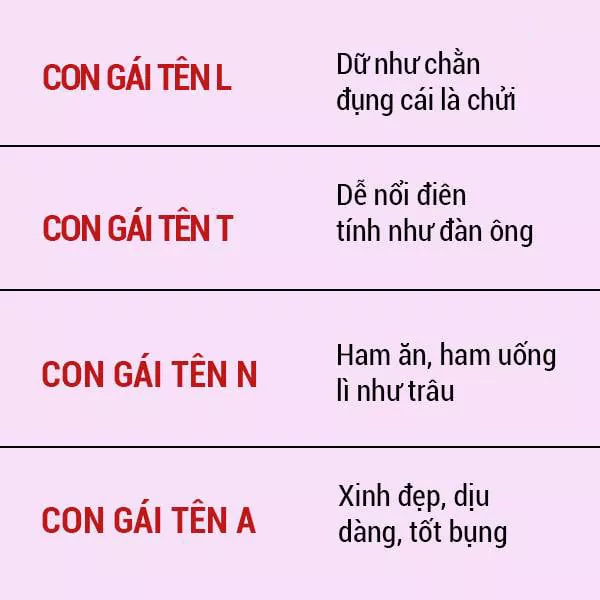 CON GÁI TÊN L
Dữ như chằn
đụng cái là chửi
CON GÁI TÊN T
Dễ nổi điên
tính như đàn ông
CON GÁI TÊN N
Ham ăn, ham uống
lì như trâu
CON GÁI TÊN A
Xinh đẹp, dịu
dàng, tốt bụng